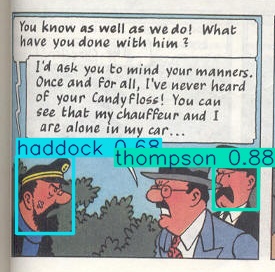 You know as well as we do! What
have you done with him?
I'd ask you to mind your manners.
Once and for all, I've never heard
of your Candyfloss! You can
see that my chauffeur and I
are alone in my car...
haddock 0.68
thompson 0.88